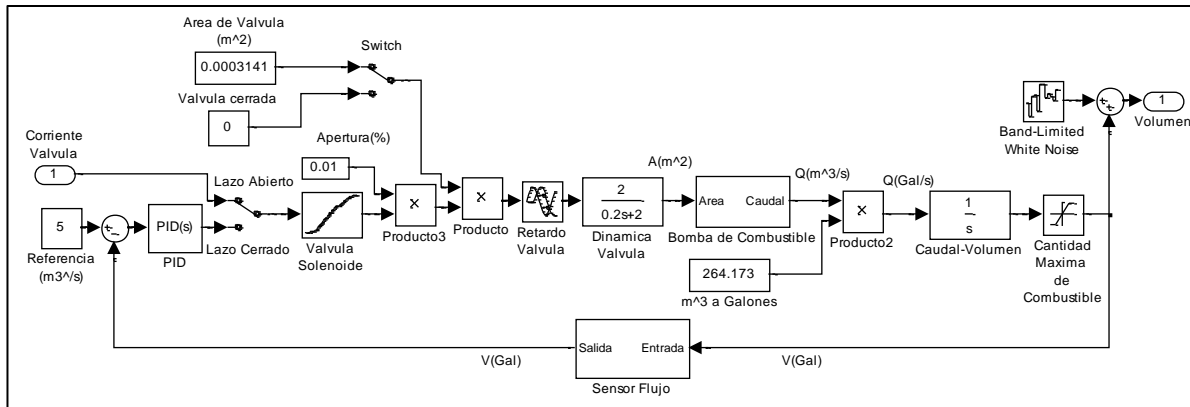 Area de Valvula
(m^2)
0.0003141
Switch
Valvula cerrada
0
Apertura(%)
0.01
Corriente
Valvula
1
Lazo Abierto
5
Referencia
(m3^/s)
+
-
PID(s)
PID
Lazo Cerrado
Valvula
Solenoide
×
Producto3
×
Producto
Retardo
Valvula
A(m^2)
2
0.2s+2
Dinamica
Valvula
Area
Caudal
Bomba de Combustible
Q(m^3/s)
264.173
m^3 a Galones
×
Producto2
Q(Gal/s)
1
s
Caudal-Volumen
Cantidad
Maxima
de
Combustible
Band-Limited
White Noise
+
+
1
Volumen
V(Gal)
Salida
Entrada
Sensor Flujo
V(Gal)